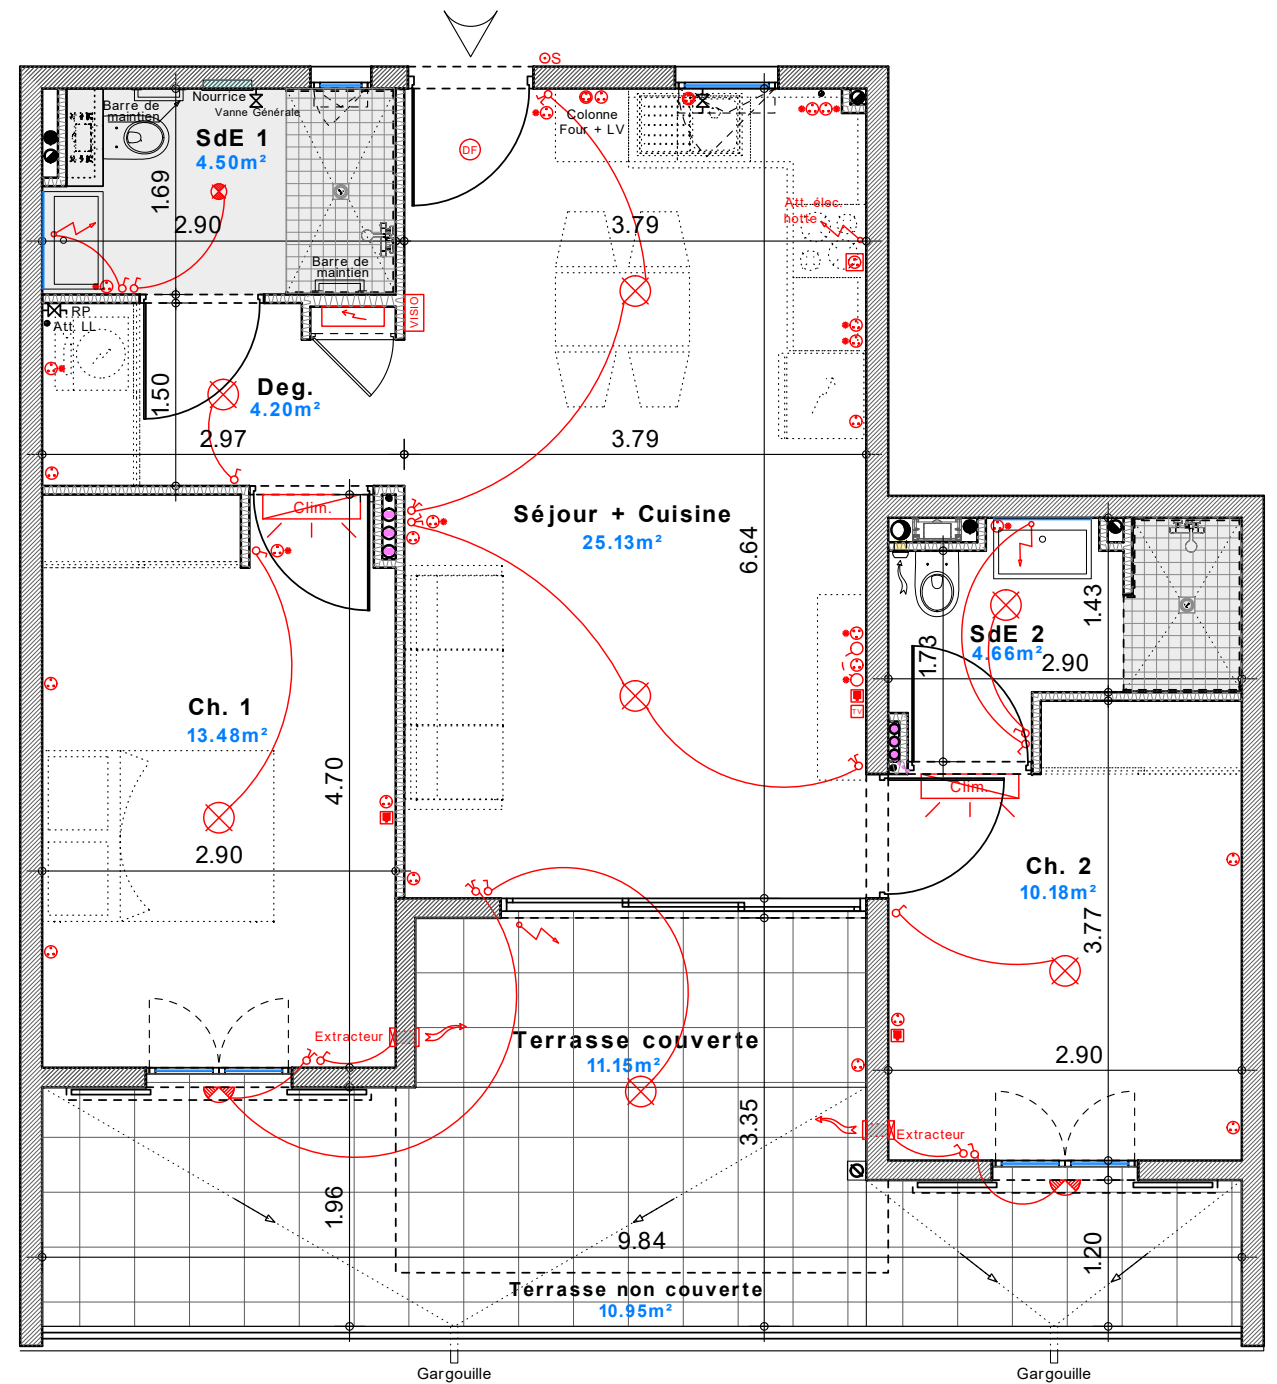 S
Nourrice
Vanne Générale
Barre de
maintien
SdE 1
4.50m²
1.69
2.90
Barre de
maintien
Colonne
Four + LV
DF
Att. élec.
hotte
3.79
RP
Att. LL
VISIO
1.50
Deg.
4.20m²
2.97
3.79
Clim.
Séjour + Cuisine
25.13m²
6.64
SdE 2
4.66m²
1.43
1.73
2.90
TV
Ch. 1
13.48m²
4.70
2.90
Clim.
Ch. 2
10.18m²
3.77
2.90
Extracteur
Terrasse couverte
11.15m²
3.35
Extracteur
1.96
9.84
1.20
Terrasse non couverte
10.95m²
Gargouille
Gargouille